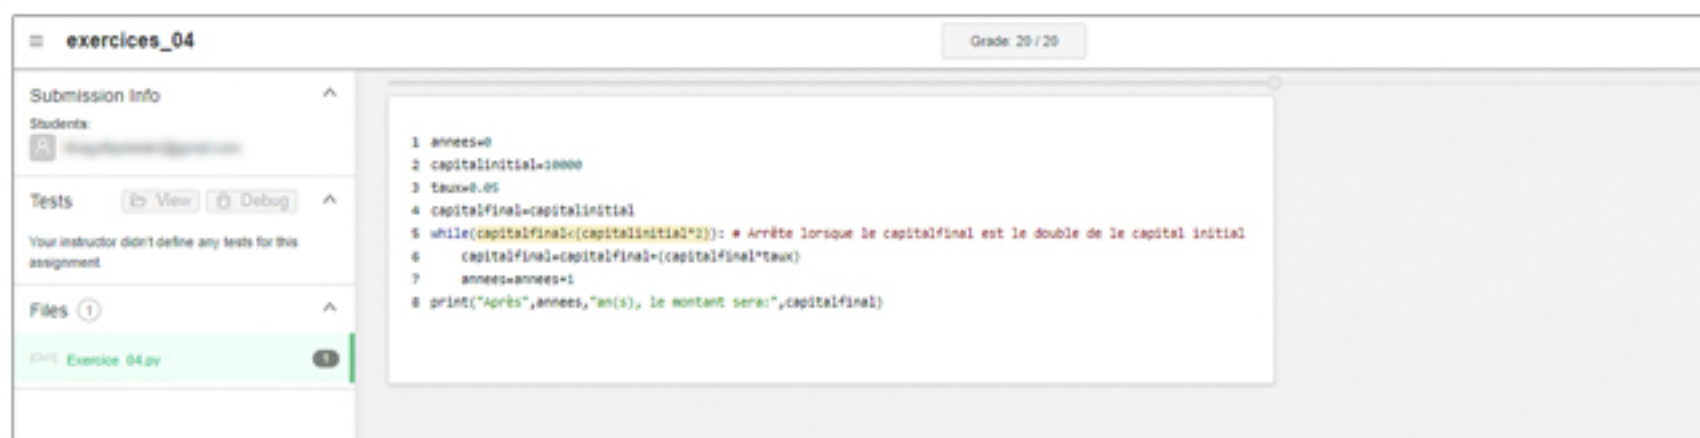 exercices_04
Grade: 20 / 20
Submission Info
Students:
Tests
View
Debug
Your instructor didn't define any tests for this
assignment.
Files 1
Exercice_04.py 1
1 annees=0
2 capitalinitial=10000
3 taux=0.05
4 capitalfinal=capitalinitial
5 while(capitalfinal<(capitalinitial*2)): # Arrête lorsque le capitalfinal est le double de le capital initial
6 capitalfinal=capitalfinal+(capitalfinal*taux)
7 annees=annees+1
8 print("Après",annees,"an(s), le montant sera:",capitalfinal)